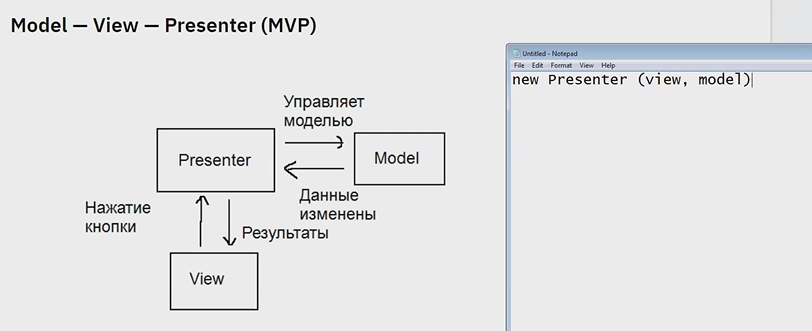 Model — View — Presenter (MVP)
Управляет
моделью
Presenter
Model
Данные
изменены
Нажатие
кнопки
Результаты
View
Untitled - Notepad
File Edit Format View Help
new Presenter (view, model)